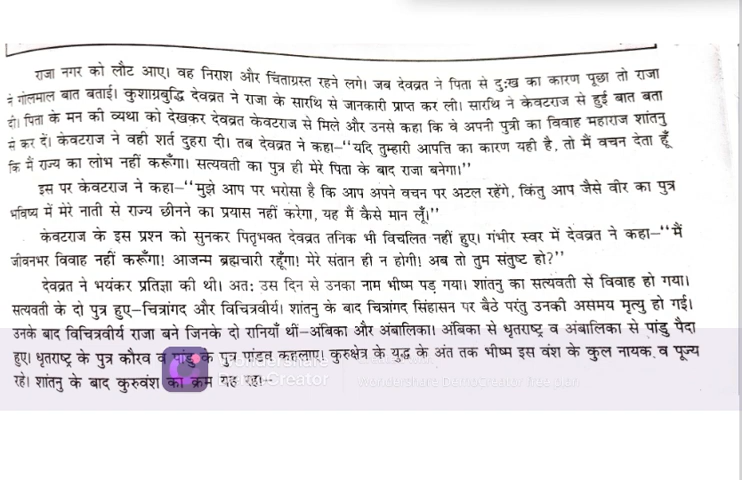 राजा नगर को लौट आए। वह निराश और चिंताग्रस्त रहने लगे। जब देवव्रत ने पिता से दुःख का कारण पूछा तो राजा
ने गोलमाल बात बताई। कुशाग्रबुद्धि देवव्रत ने राजा के सारथि से जानकारी प्राप्त कर ली। सारथि ने केवटराज से हुई बात बता
दी। पिता के मन की व्यथा को देखकर देवव्रत केवटराज से मिले और उनसे कहा कि वे अपनी पुत्री का विवाह महाराज शांतनु
से कर दें। केवटराज ने वही शर्त दुहरा दी। तब देवव्रत ने कहा–‘‘यदि तुम्हारी आपत्ति का कारण यही है, तो मैं वचन देता हूँ
कि मैं राज्य का लोभ नहीं करूँगा। सत्यवती का पुत्र ही मेरे पिता के बाद राजा बनेगा।’’
इस पर केवटराज ने कहा–‘‘मुझे आप पर भरोसा है कि आप अपने वचन पर अटल रहेंगे, किंतु आप जैसे वीर का पुत्र
भविष्य में मेरे नाती से राज्य छीनने का प्रयास नहीं करेगा, यह मैं कैसे मान लूँ।’’
केवटराज के इस प्रश्न को सुनकर पितृभक्त देवव्रत तनिक भी विचलित नहीं हुए। गंभीर स्वर में देवव्रत ने कहा–‘‘मैं
जीवनभर विवाह नहीं करूँगा! आजन्म ब्रह्मचारी रहूँगा! मेरे संतान ही न होगी! अब तो तुम संतुष्ट हो?’’
देवव्रत ने भयंकर प्रतिज्ञा की थी। अतः उस दिन से उनका नाम भीष्म पड़ गया। शांतनु का सत्यवती से विवाह हो गया।
सत्यवती के दो पुत्र हुए–चित्रांगद और विचित्रवीर्य। शांतनु के बाद चित्रांगद सिंहासन पर बैठे परंतु उनकी असमय मृत्यु हो गई।
उनके बाद विचित्रवीर्य राजा बने जिनके दो रानियाँ थीं–अंबिका और अंबालिका। अंबिका से धृतराष्ट्र व अंबालिका से पांडु पैदा
हुए। धृतराष्ट्र के पुत्र कौरव व पांडु के पुत्र पांडव कहलाए। कुरुक्षेत्र के युद्ध के अंत तक भीष्म इस वंश के कुल नायक व पूज्य
रहे। शांतनु के बाद कुरुवंश का क्रम यह रहा–